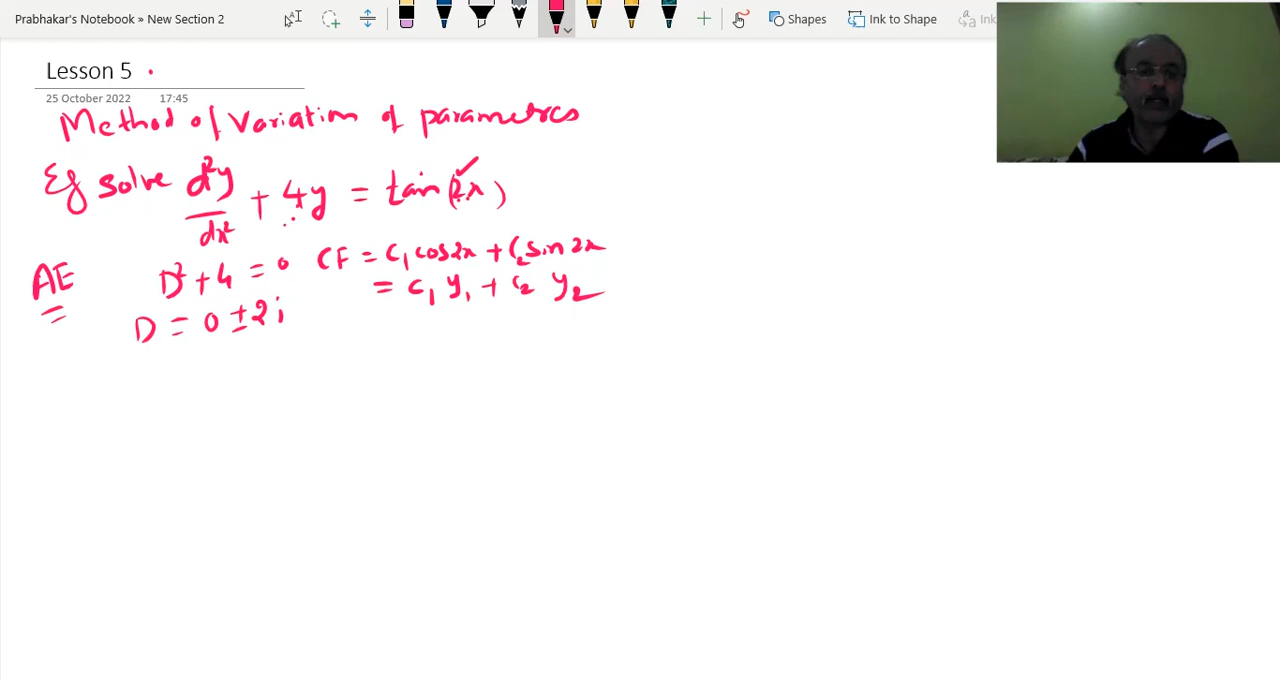 Prabhakar's Notebook » New Section 2
Shapes
Ink to Shape
Ink
Lesson 5 .
25 October 2022 17:45
Method of Variation of parametres
Eg solve d²y/dx² + 4y = tan(2x)
AE D² + 4 = 0 CF = C₁ cos2x + C₂ sin 2x
= C₁ y₁ + C₂ y₂
D = 0 ± 2i